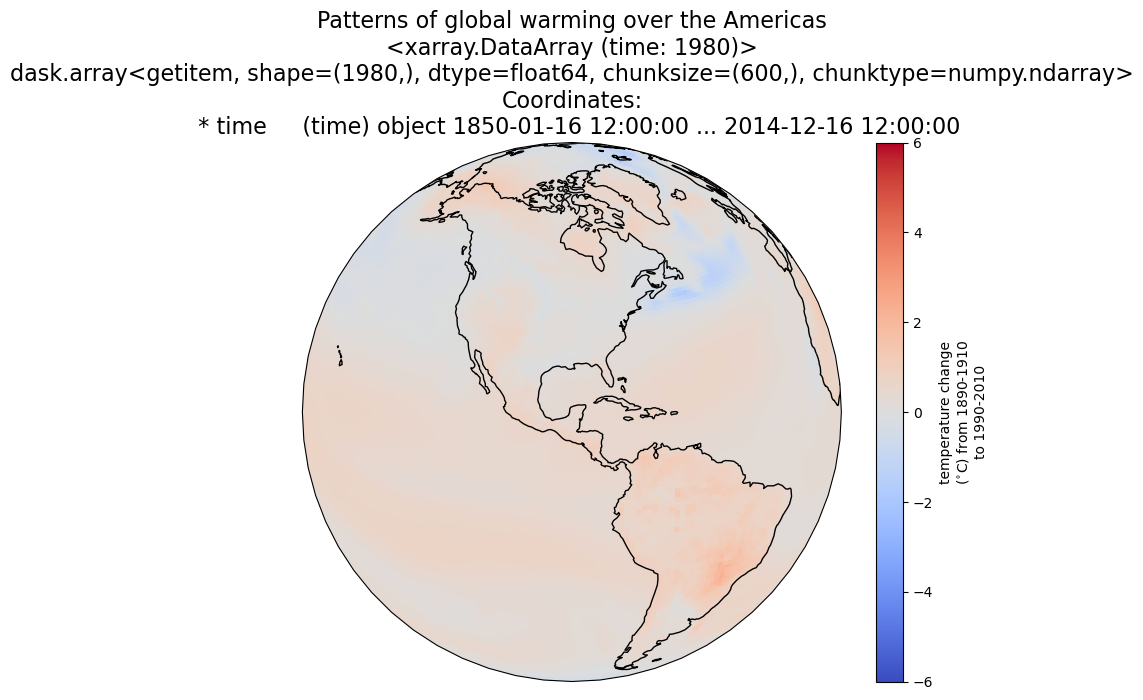 Patterns of global warming over the Americas
<xarray.DataArray (time: 1980)>
dask.array<getitem, shape=(1980,), dtype=float64, chunksize=(600,), chunktype=numpy.ndarray>
Coordinates:
* time     (time) object 1850-01-16 12:00:00 ... 2014-12-16 12:00:00
6
4
2
0
−2
−4
−6
temperature change
(°C) from 1890-1910
to 1990-2010